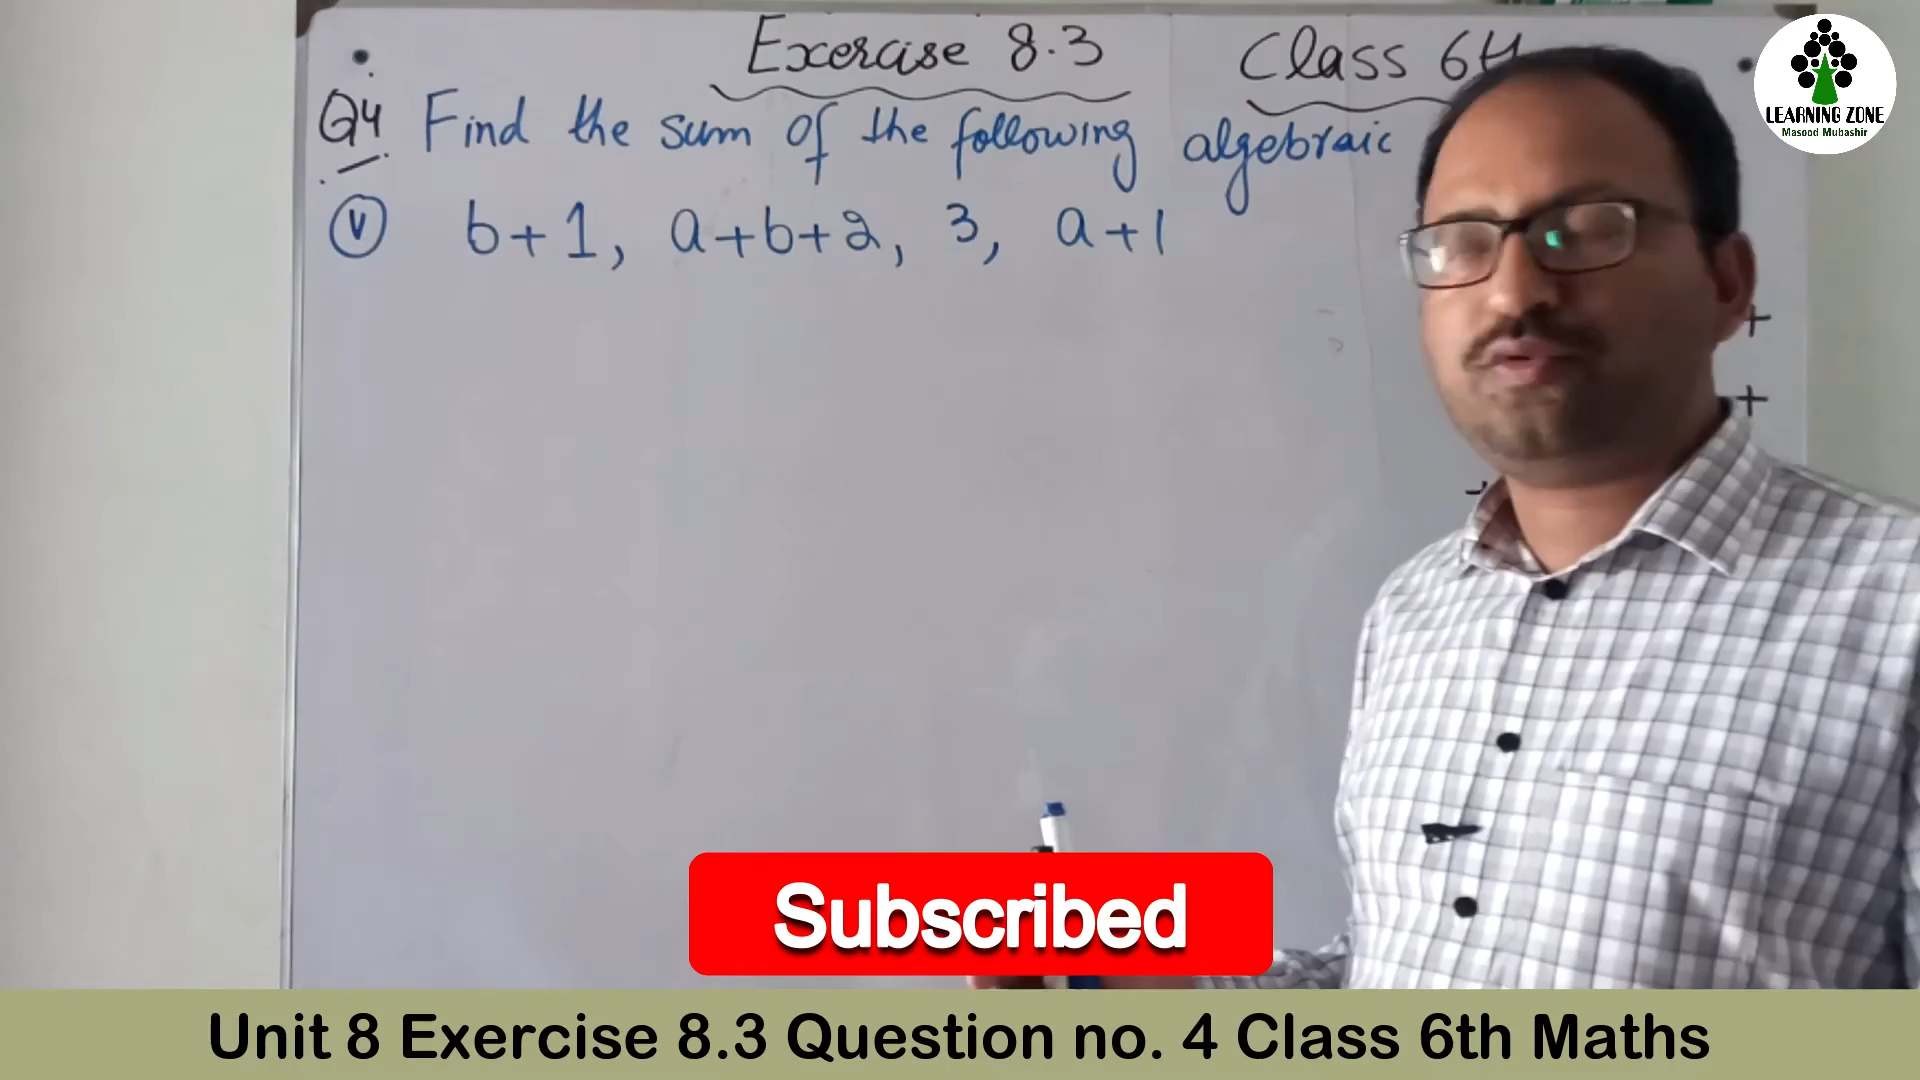 Exercise 8.3 Class 6th
Q4 Find the sum of the following algebraic
(v) b+1, a+b+2, 3, a+1
+
+
+
LEARNING ZONE
Masood Mubashir
Subscribed
Unit 8 Exercise 8.3 Question no. 4 Class 6th Maths